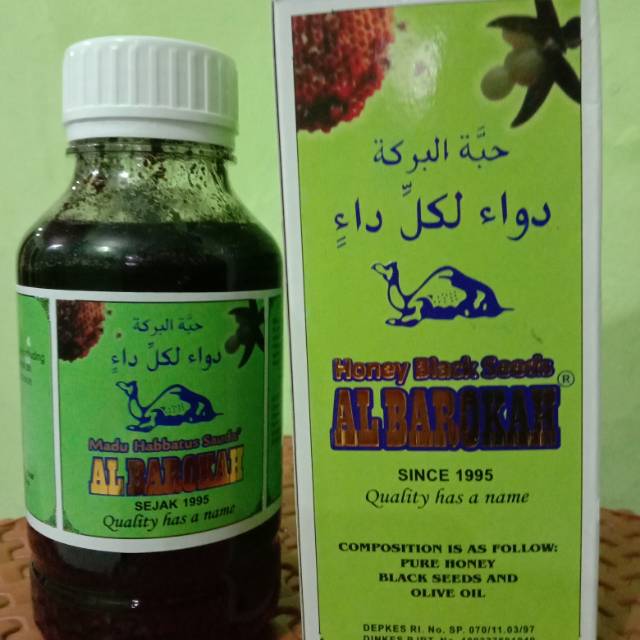 حبَّة البركة
دواء لكلِّ داءٍ
Madu Habbatus Sauda'
AL BAROKAH
SEJAK 1995
Quality has a name
حبَّة البركة
دواء لكلِّ داءٍ
Honey Black Seeds
AL BAROKAH®
SINCE 1995
Quality has a name
COMPOSITION IS AS FOLLOW:
PURE HONEY
BLACK SEEDS AND
OLIVE OIL
DEPKES RI. No. SP. 070/11.03/97